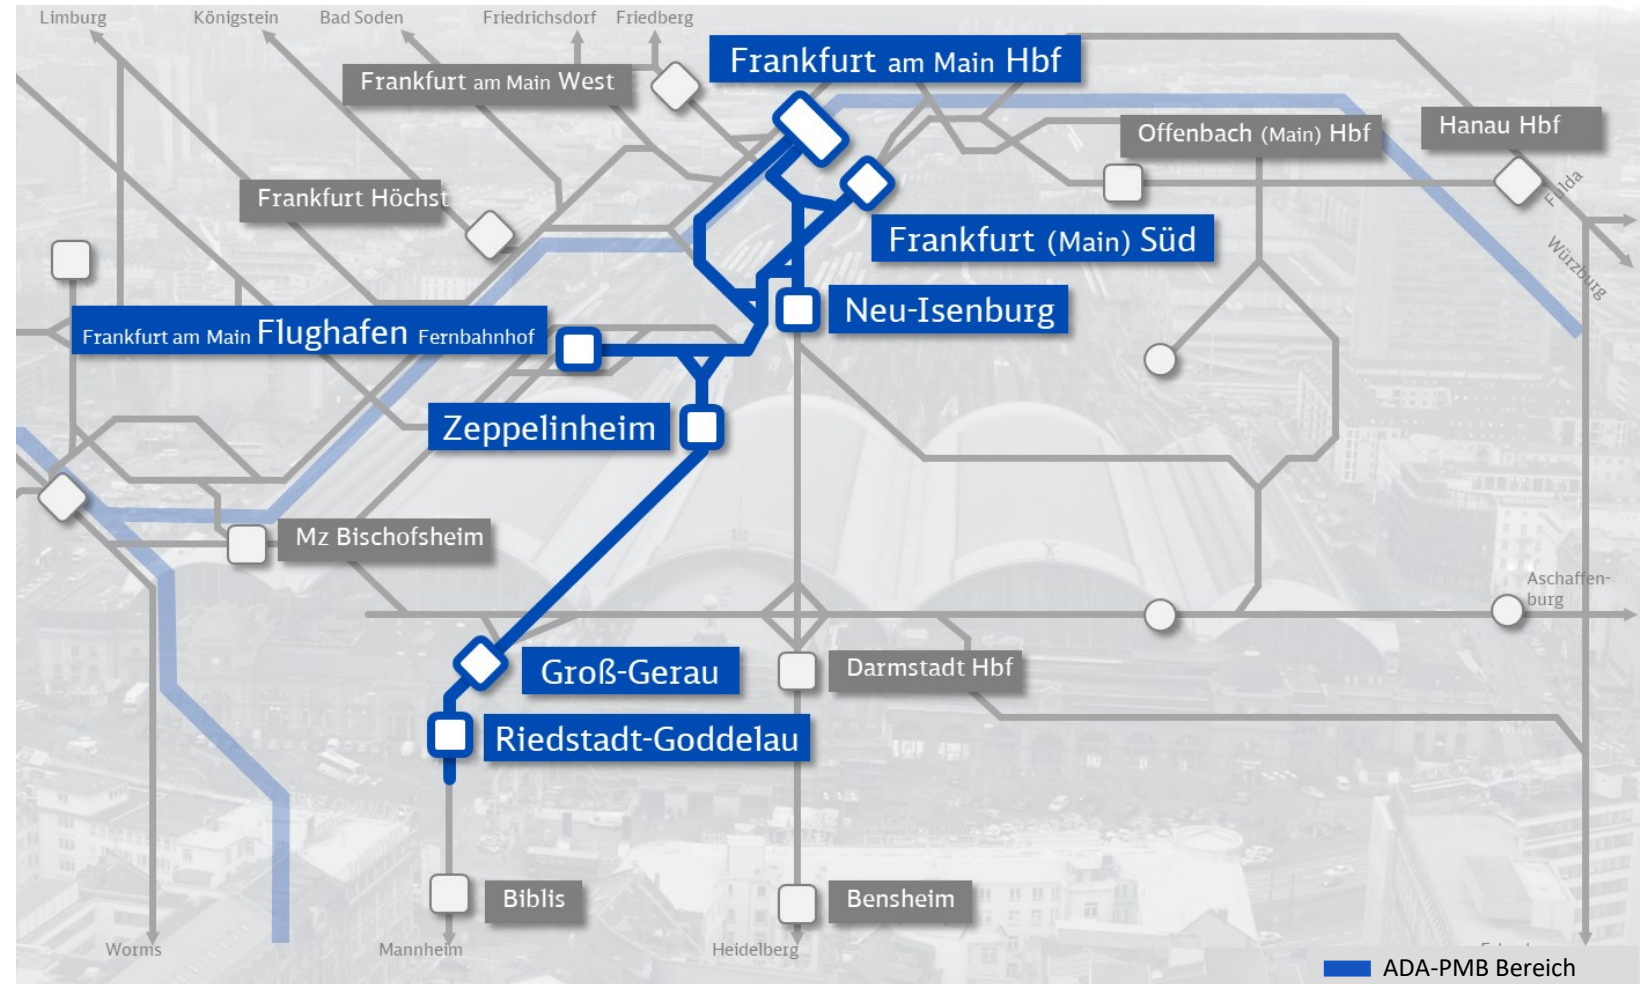 Limburg
Königstein
Bad Soden
Friedrichsdorf
Friedberg
Frankfurt am Main Hbf
Frankfurt am Main West
Hanau Hbf
Offenbach (Main) Hbf
Fulda
Frankfurt Höchst
Frankfurt (Main) Süd
Würzburg
Neu-Isenburg
Frankfurt am Main Flughafen Fernbahnhof
Zeppelinheim
Mz Bischofsheim
Aschaffen-
burg
Groß-Gerau
Darmstadt Hbf
Riedstadt-Goddelau
Biblis
Bensheim
Worms
Mannheim
Heidelberg
ADA-PMB Bereich